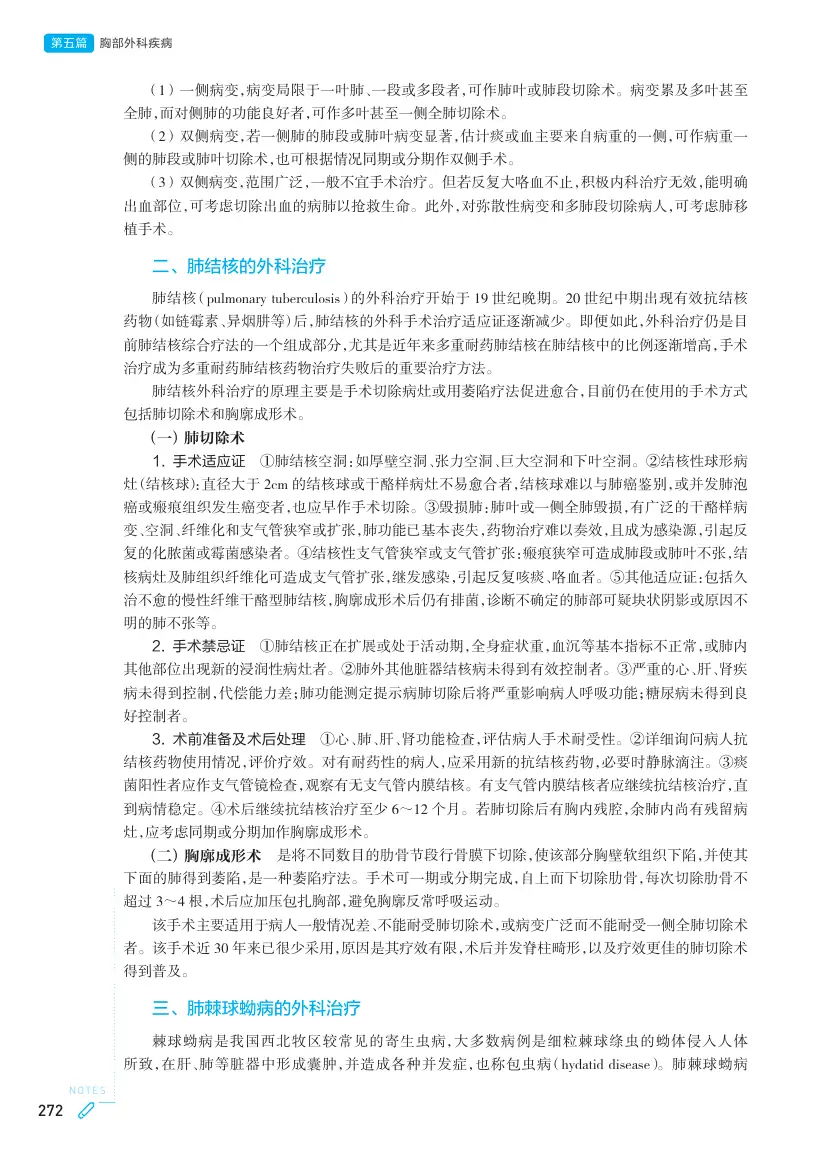 第五篇 胸部外科疾病
（1）一侧病变，病变局限于一叶肺、一段或多段者，可作肺叶或肺段切除术。病变累及多叶甚至
全肺，而对侧肺的功能良好者，可作多叶甚至一侧全肺切除术。
（2）双侧病变，若一侧肺的肺段或肺叶病变显著，估计痰或血主要来自病重的一侧，可作病重一
侧的肺段或肺叶切除术，也可根据情况同期或分期作双侧手术。
（3）双侧病变，范围广泛，一般不宜手术治疗。但若反复大咯血不止，积极内科治疗无效，能明确
出血部位，可考虑切除出血的病肺以抢救生命。此外，对弥散性病变和多肺段切除病人，可考虑肺移
植手术。
二、肺结核的外科治疗
肺结核（pulmonary tuberculosis）的外科治疗开始于 19 世纪晚期。20 世纪中期出现有效抗结核
药物（如链霉素、异烟肼等）后，肺结核的外科手术治疗适应证逐渐减少。即便如此，外科治疗仍是目
前肺结核综合疗法的一个组成部分，尤其是近年来多重耐药肺结核在肺结核中的比例逐渐增高，手术
治疗成为多重耐药肺结核药物治疗失败后的重要治疗方法。
肺结核外科治疗的原理主要是手术切除病灶或用萎陷疗法促进愈合，目前仍在使用的手术方式
包括肺切除术和胸廓成形术。
（一）肺切除术
1. 手术适应证 ①肺结核空洞：如厚壁空洞、张力空洞、巨大空洞和下叶空洞。②结核性球形病
灶（结核球）：直径大于 2cm 的结核球或干酪样病灶不易愈合者，结核球难以与肺癌鉴别，或并发肺泡
癌或瘢痕组织发生癌变者，也应早作手术切除。③毁损肺：肺叶或一侧全肺毁损，有广泛的干酪样病
变、空洞、纤维化和支气管狭窄或扩张，肺功能已基本丧失，药物治疗难以奏效，且成为感染源，引起反
复的化脓菌或霉菌感染者。④结核性支气管狭窄或支气管扩张：瘢痕狭窄可造成肺段或肺叶不张，结
核病灶及肺组织纤维化可造成支气管扩张，继发感染，引起反复咳痰、咯血者。⑤其他适应证：包括久
治不愈的慢性纤维干酪型肺结核，胸廓成形术后仍有排菌，诊断不确定的肺部可疑块状阴影或原因不
明的肺不张等。
2. 手术禁忌证 ①肺结核正在扩展或处于活动期，全身症状重，血沉等基本指标不正常，或肺内
其他部位出现新的浸润性病灶者。②肺外其他脏器结核病未得到有效控制者。③严重的心、肝、肾疾
病未得到控制，代偿能力差；肺功能测定提示病肺切除后将严重影响病人呼吸功能；糖尿病未得到良
好控制者。
3. 术前准备及术后处理 ①心、肺、肝、肾功能检查，评估病人手术耐受性。②详细询问病人抗
结核药物使用情况，评价疗效。对有耐药性的病人，应采用新的抗结核药物，必要时静脉滴注。③痰
菌阳性者应作支气管镜检查，观察有无支气管内膜结核。有支气管内膜结核者应继续抗结核治疗，直
到病情稳定。④术后继续抗结核治疗至少 6～12 个月。若肺切除后有胸内残腔，余肺内尚有残留病
灶，应考虑同期或分期加作胸廓成形术。
（二）胸廓成形术 是将不同数目的肋骨节段行骨膜下切除，使该部分胸壁软组织下陷，并使其
下面的肺得到萎陷，是一种萎陷疗法。手术可一期或分期完成，自上而下切除肋骨，每次切除肋骨不
超过 3～4 根，术后应加压包扎胸部，避免胸廓反常呼吸运动。
该手术主要适用于病人一般情况差、不能耐受肺切除术，或病变广泛而不能耐受一侧全肺切除术
者。该手术近 30 年来已很少采用，原因是其疗效有限，术后并发脊柱畸形，以及疗效更佳的肺切除术
得到普及。
三、肺棘球蚴病的外科治疗
棘球蚴病是我国西北牧区较常见的寄生虫病，大多数病例是细粒棘球绦虫的蚴体侵入人体
所致，在肝、肺等脏器中形成囊肿，并造成各种并发症，也称包虫病（hydatid disease）。肺棘球蚴病
NOTES
272